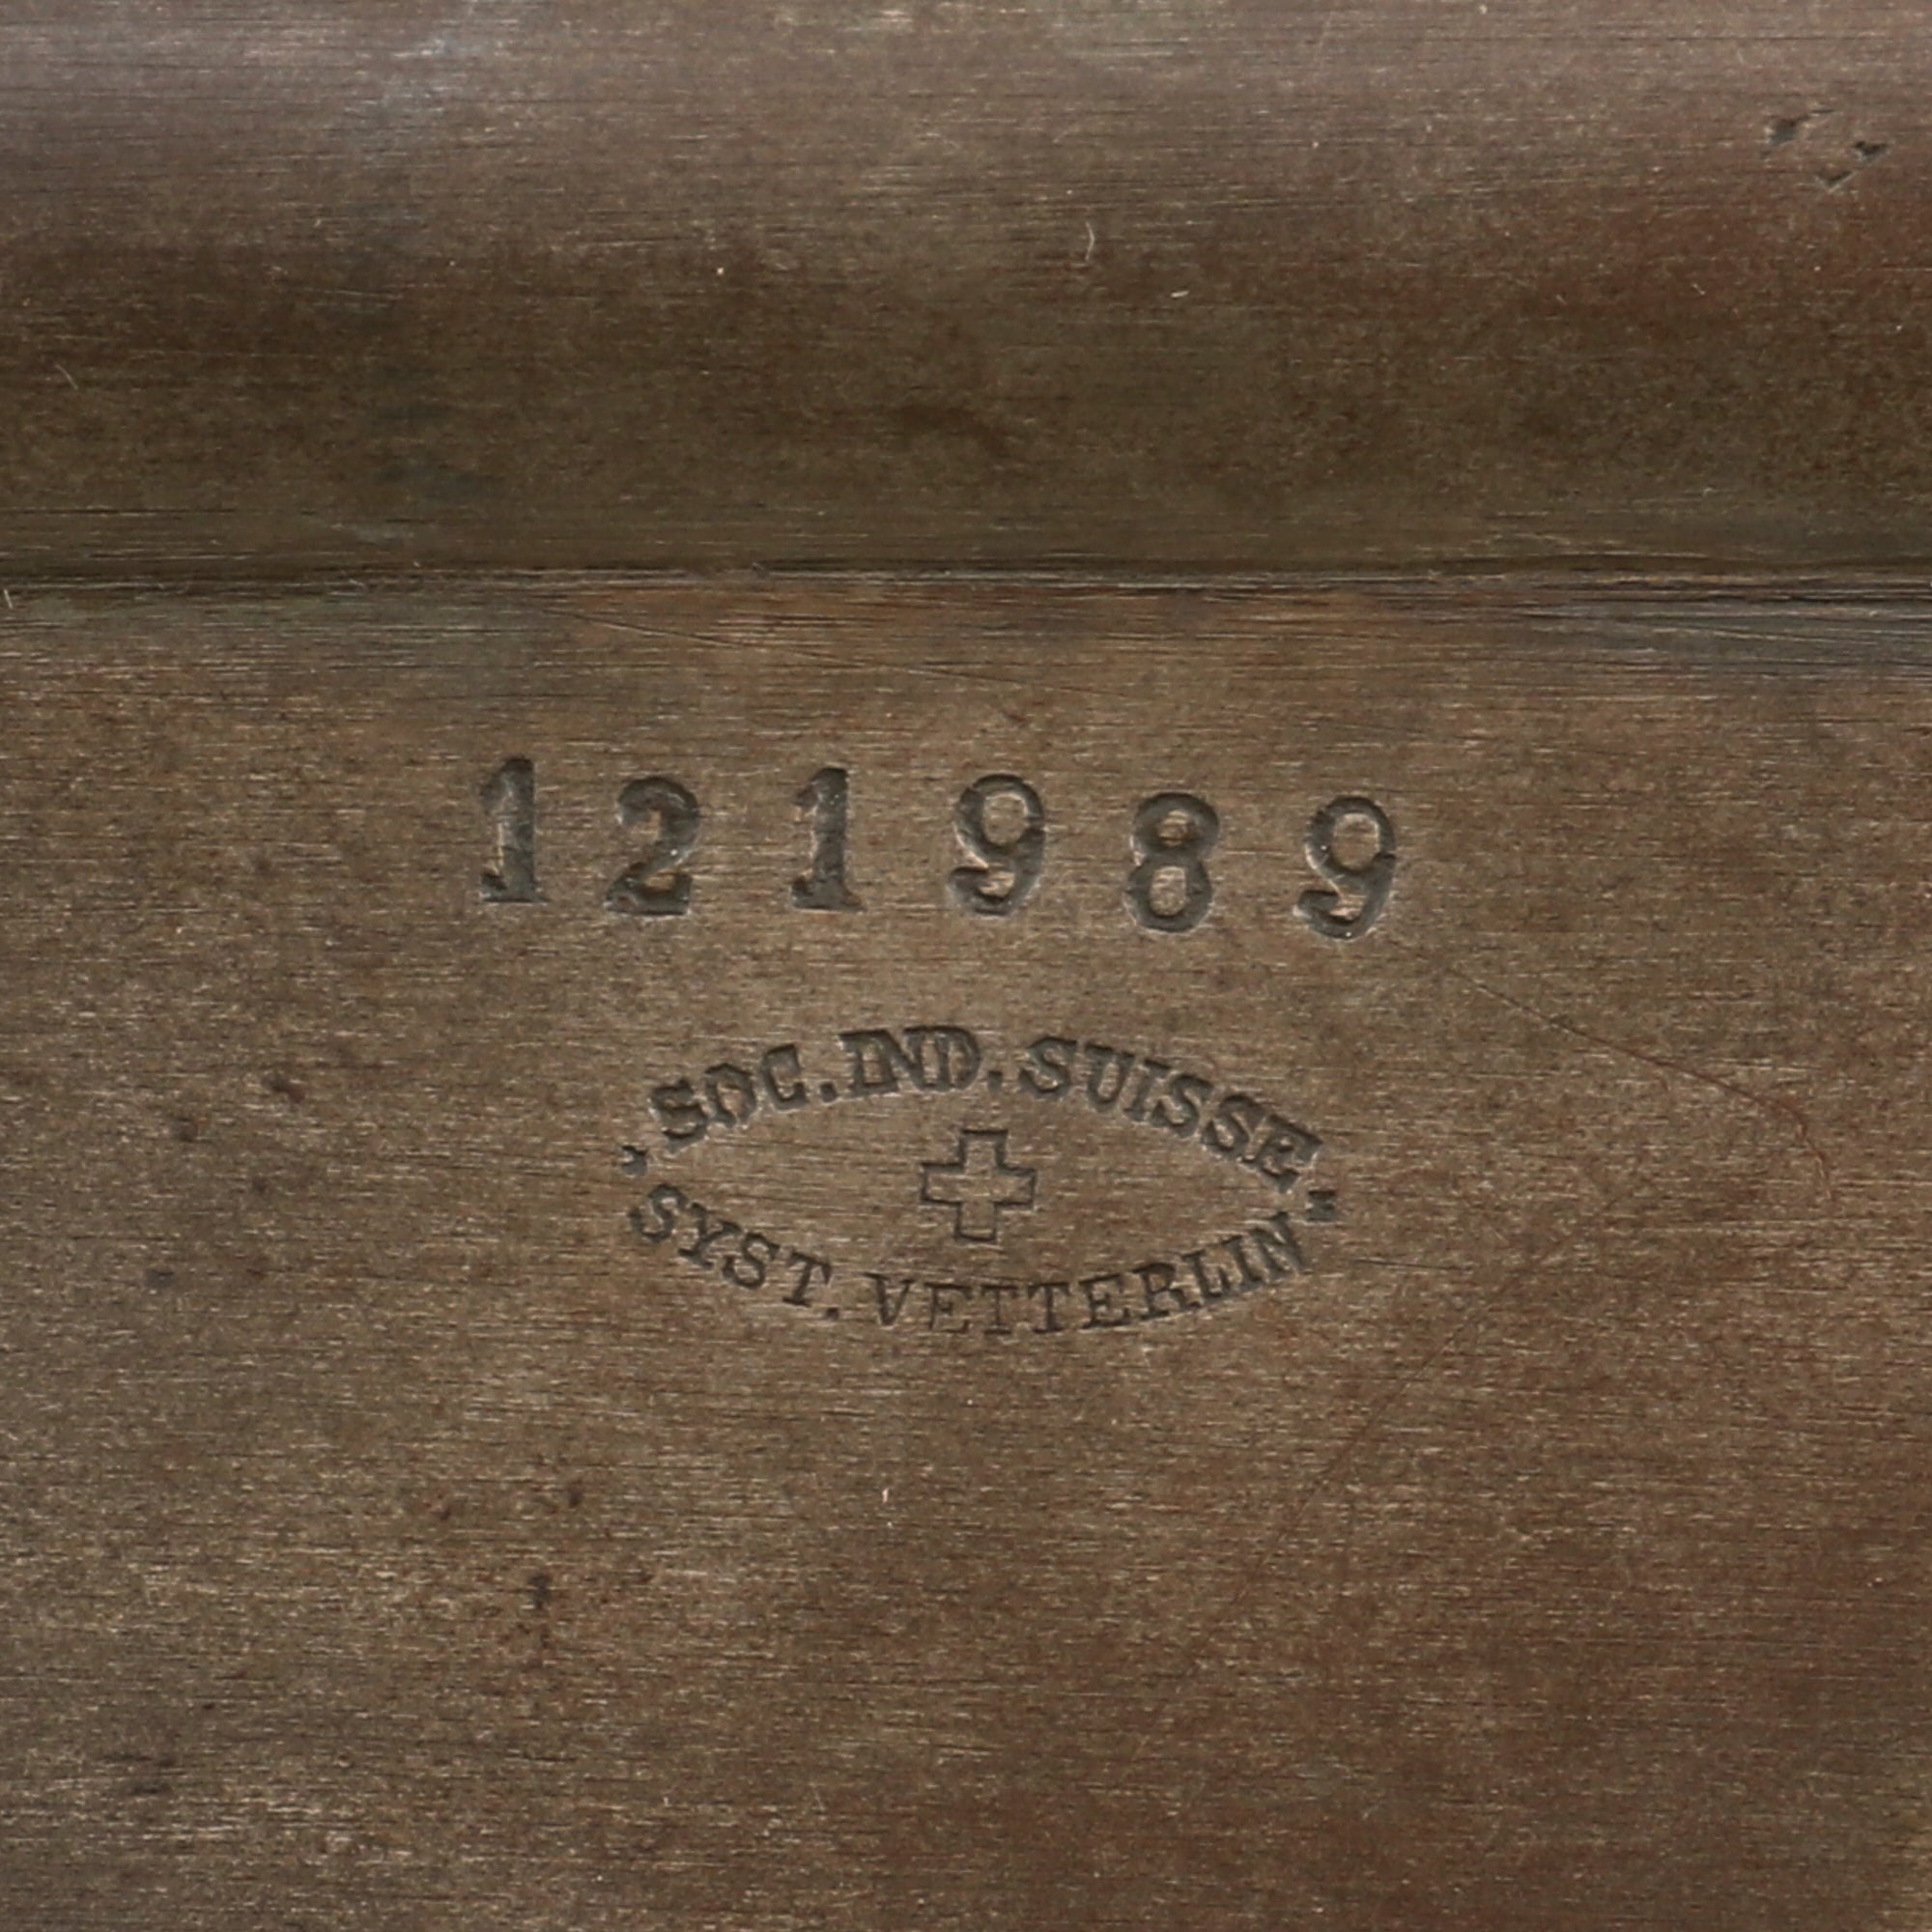 121989
SOC. IND. SUISSE
SYST. VETTERLIN